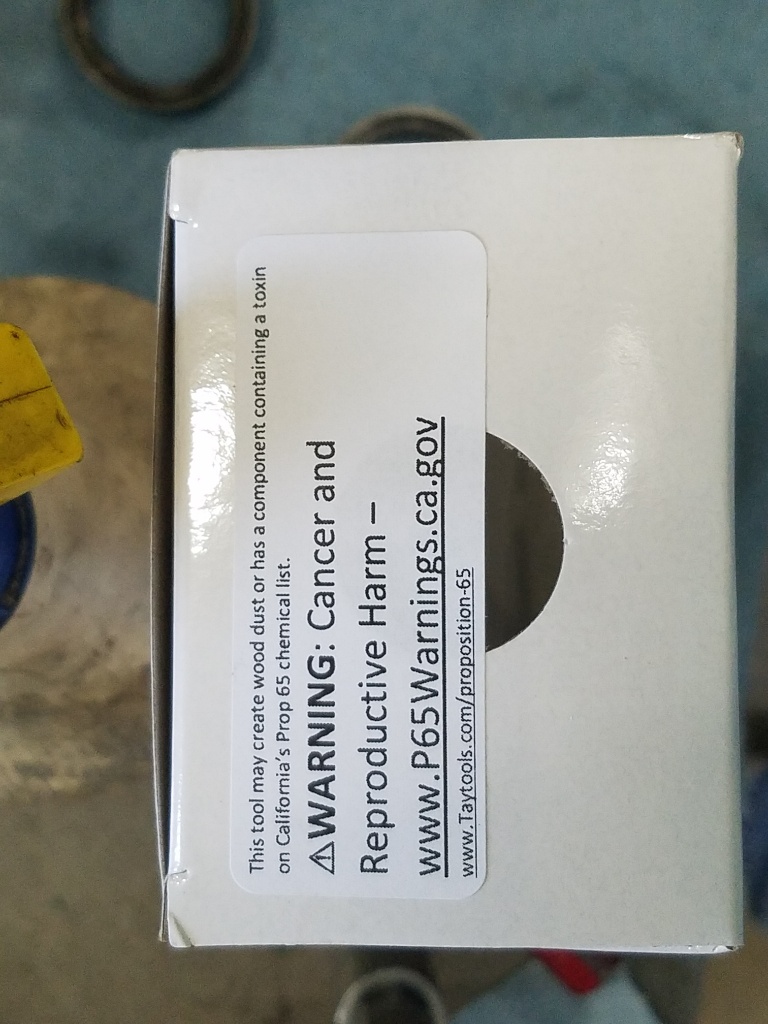 This tool may create wood dust or has a component containing a toxin
on California's Prop 65 chemical list.
⚠WARNING: Cancer and
Reproductive Harm –
www.P65Warnings.ca.gov
www.Taytools.com/proposition-65